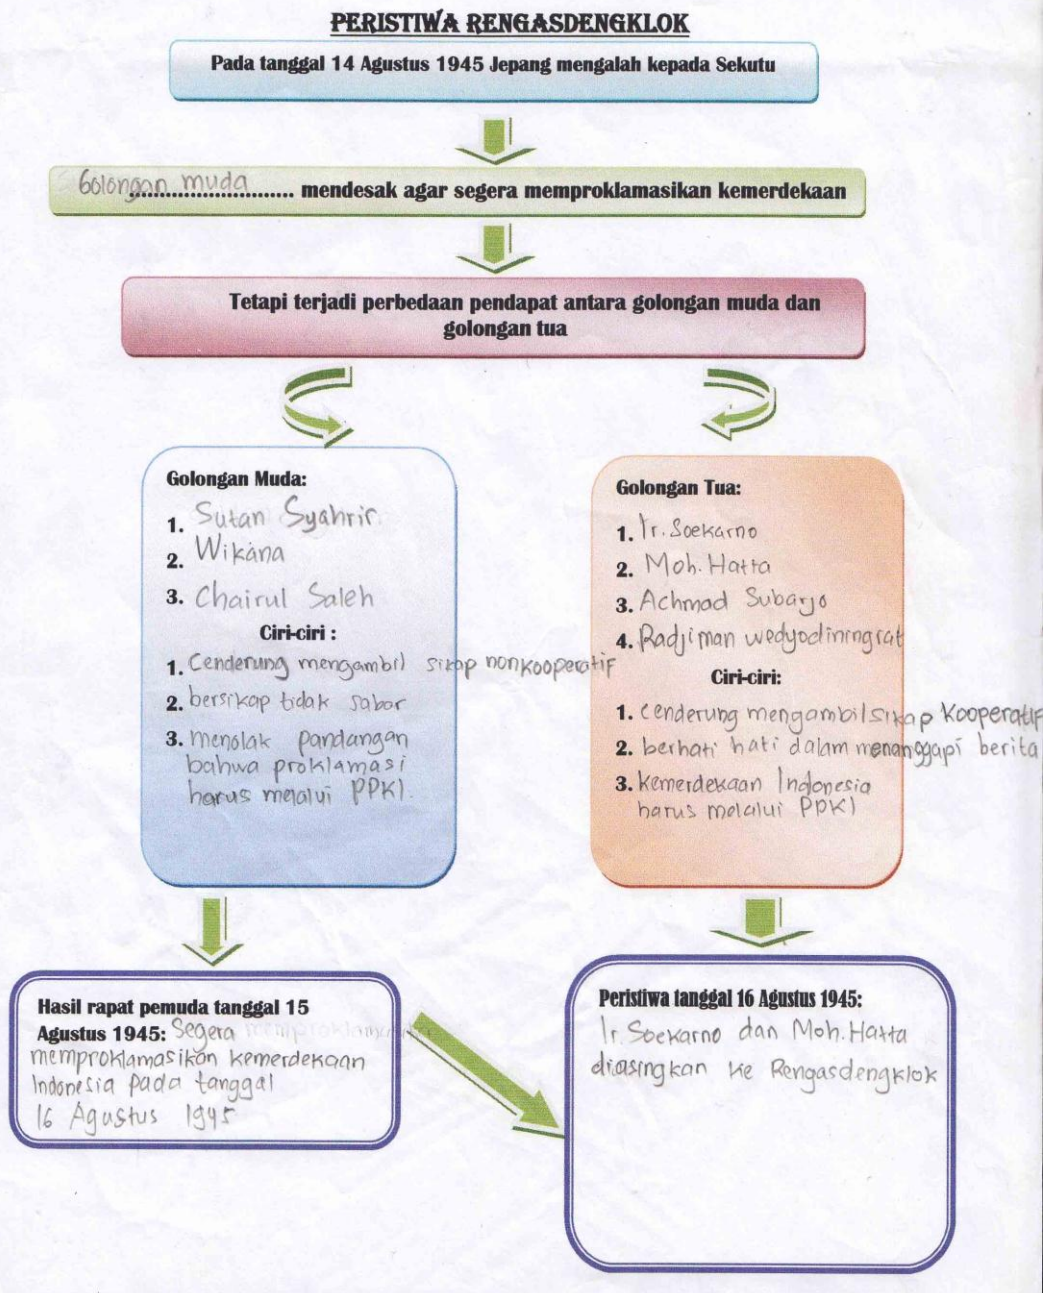 PERISTIWA RENGASDENGKLOK
Pada tanggal 14 Agustus 1945 Jepang mengalah kepada Sekutu
Golongan muda.......................... mendesak agar segera memproklamasikan kemerdekaan
Tetapi terjadi perbedaan pendapat antara golongan muda dan
golongan tua
Golongan Muda:
1. Sutan Syahrir
2. Wikana
3. Chairul Saleh
Ciri-ciri :
1. Cenderung mengambil sikap nonkooperatif
2. bersikap tidak sabar
3. menolak pandangan
bahwa proklamasi
harus melalui PPKI.
Golongan Tua:
1. Ir. Soekarno
2. Moh. Hatta
3. Achmad Subarjo
4. Radjiman wedyodiningrat
Ciri-ciri:
1. Cenderung mengambil sikap Kooperatif
2. berhati hati dalam menanggapi berita
3. Kemerdekaan Indonesia
harus melalui PPKI
Hasil rapat pemuda tanggal 15
Agustus 1945: Segera
memproklamasikan kemerdekaan
Indonesia pada tanggal
16 Agustus 1945
Peristiwa tanggal 16 Agustus 1945:
Ir. Soekarno dan Moh. Hatta
diasingkan ke Rengasdengklok